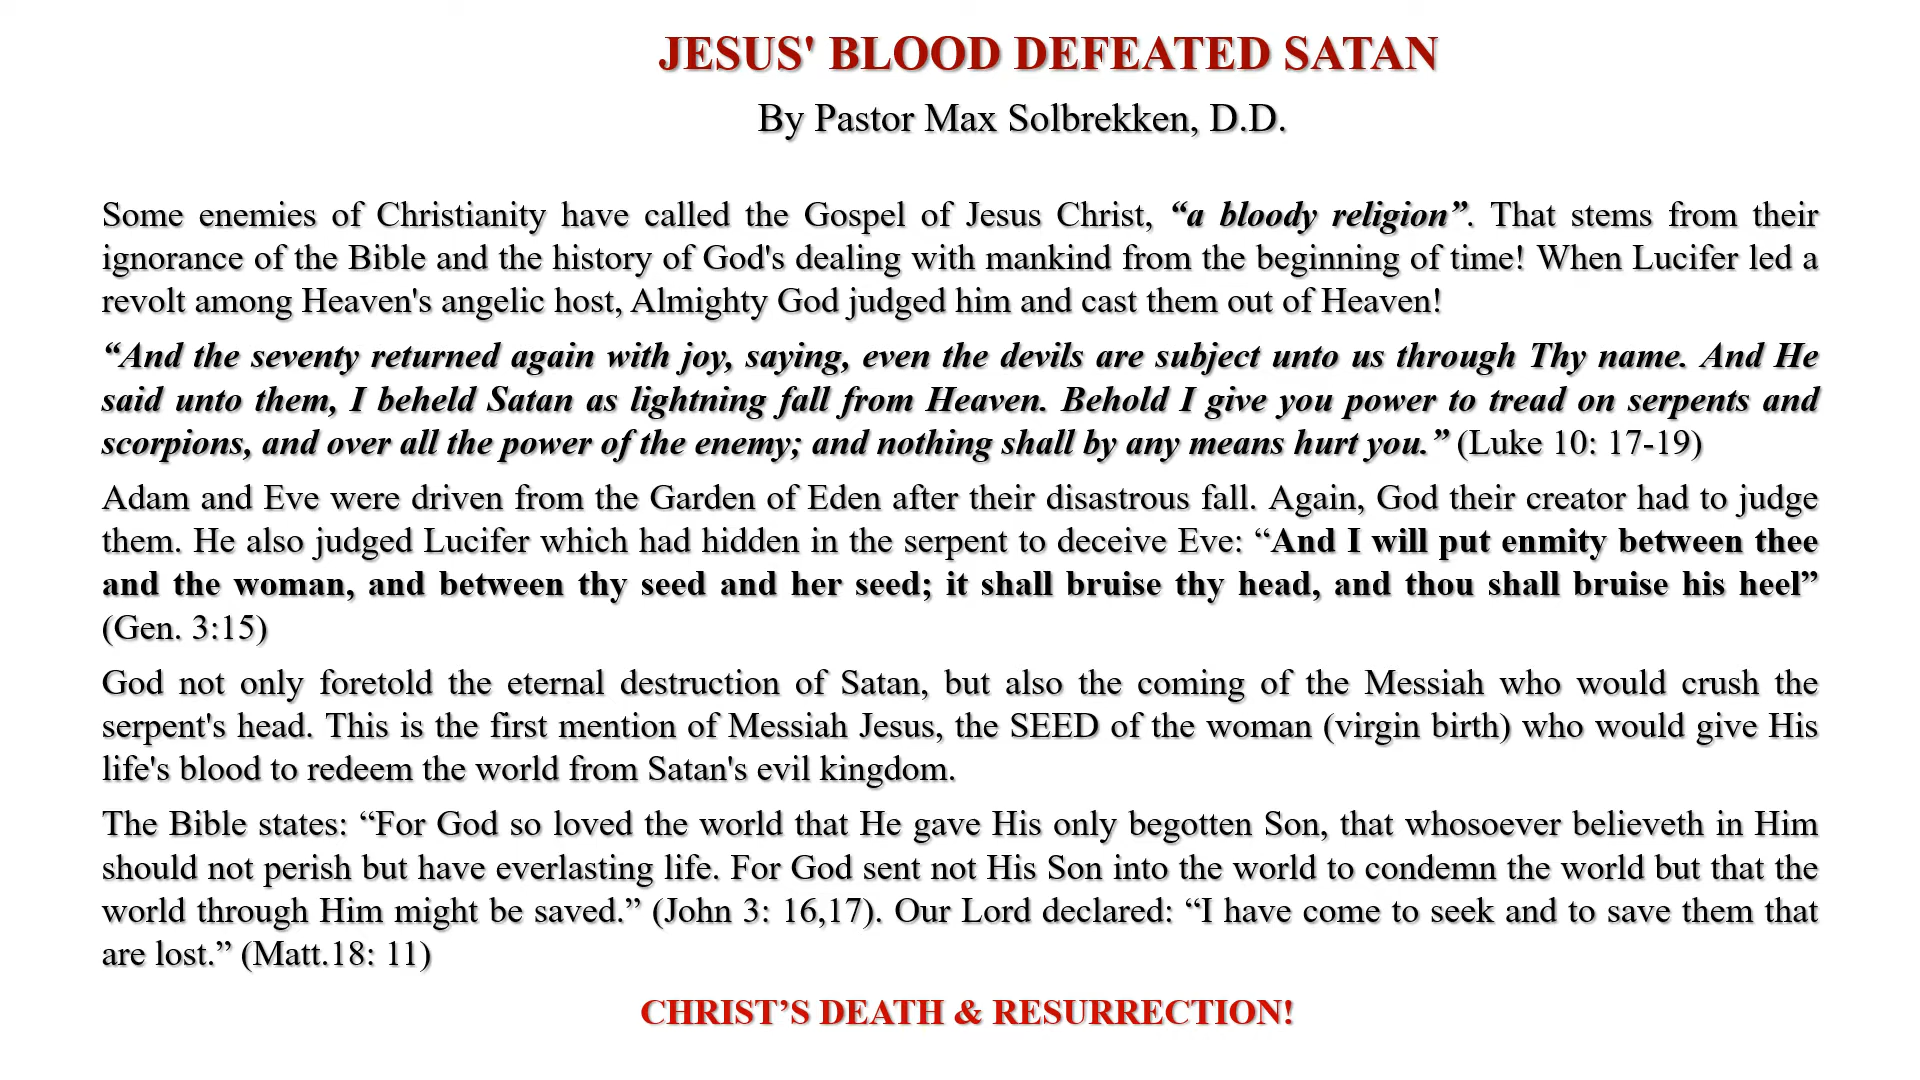 JESUS' BLOOD DEFEATED SATAN
By Pastor Max Solbrekken, D.D.
Some enemies of Christianity have called the Gospel of Jesus Christ, “a bloody religion”. That stems from their
ignorance of the Bible and the history of God's dealing with mankind from the beginning of time! When Lucifer led a
revolt among Heaven's angelic host, Almighty God judged him and cast them out of Heaven!
“And the seventy returned again with joy, saying, even the devils are subject unto us through Thy name. And He
said unto them, I beheld Satan as lightning fall from Heaven. Behold I give you power to tread on serpents and
scorpions, and over all the power of the enemy; and nothing shall by any means hurt you.” (Luke 10: 17-19)
Adam and Eve were driven from the Garden of Eden after their disastrous fall. Again, God their creator had to judge
them. He also judged Lucifer which had hidden in the serpent to deceive Eve: “And I will put enmity between thee
and the woman, and between thy seed and her seed; it shall bruise thy head, and thou shall bruise his heel”
(Gen. 3:15)
God not only foretold the eternal destruction of Satan, but also the coming of the Messiah who would crush the
serpent's head. This is the first mention of Messiah Jesus, the SEED of the woman (virgin birth) who would give His
life's blood to redeem the world from Satan's evil kingdom.
The Bible states: “For God so loved the world that He gave His only begotten Son, that whosoever believeth in Him
should not perish but have everlasting life. For God sent not His Son into the world to condemn the world but that the
world through Him might be saved.” (John 3: 16,17). Our Lord declared: “I have come to seek and to save them that
are lost.” (Matt.18: 11)
CHRIST’S DEATH & RESURRECTION!